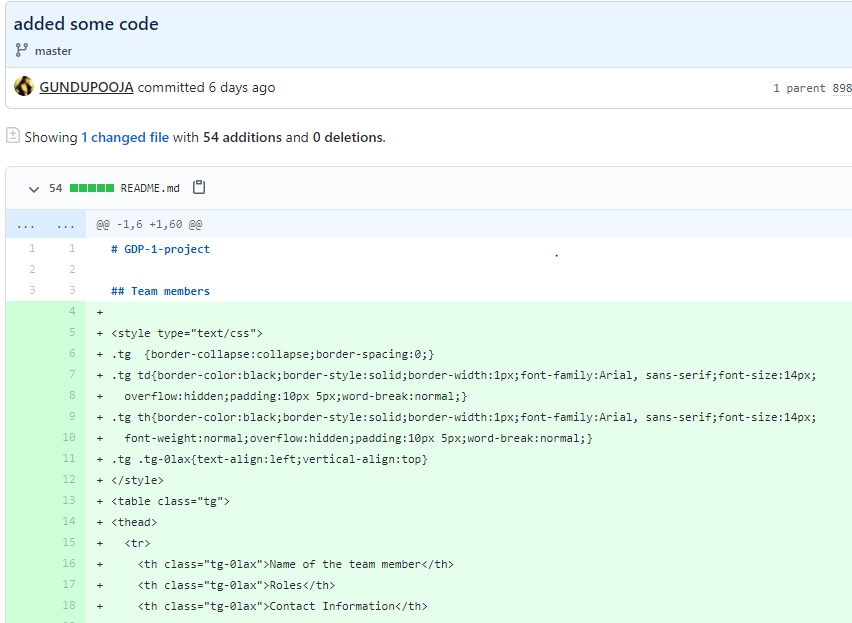 added some code
master
GUNDUPOOJA committed 6 days ago 1 parent 898
Showing 1 changed file with 54 additions and 0 deletions.
54 README.md
... ... @@ -1,6 +1,60 @@
1 1 # GDP-1-project
2 2
3 3 ## Team members
4 +
5 + <style type="text/css">
6 + .tg  {border-collapse:collapse;border-spacing:0;}
7 + .tg td{border-color:black;border-style:solid;border-width:1px;font-family:Arial, sans-serif;font-size:14px;
8 +   overflow:hidden;padding:10px 5px;word-break:normal;}
9 + .tg th{border-color:black;border-style:solid;border-width:1px;font-family:Arial, sans-serif;font-size:14px;
10 +   font-weight:normal;overflow:hidden;padding:10px 5px;word-break:normal;}
11 + .tg .tg-0lax{text-align:left;vertical-align:top}
12 + </style>
13 + <table class="tg">
14 + <thead>
15 +   <tr>
16 +     <th class="tg-0lax">Name of the team member</th>
17 +     <th class="tg-0lax">Roles</th>
18 +     <th class="tg-0lax">Contact Information</th>